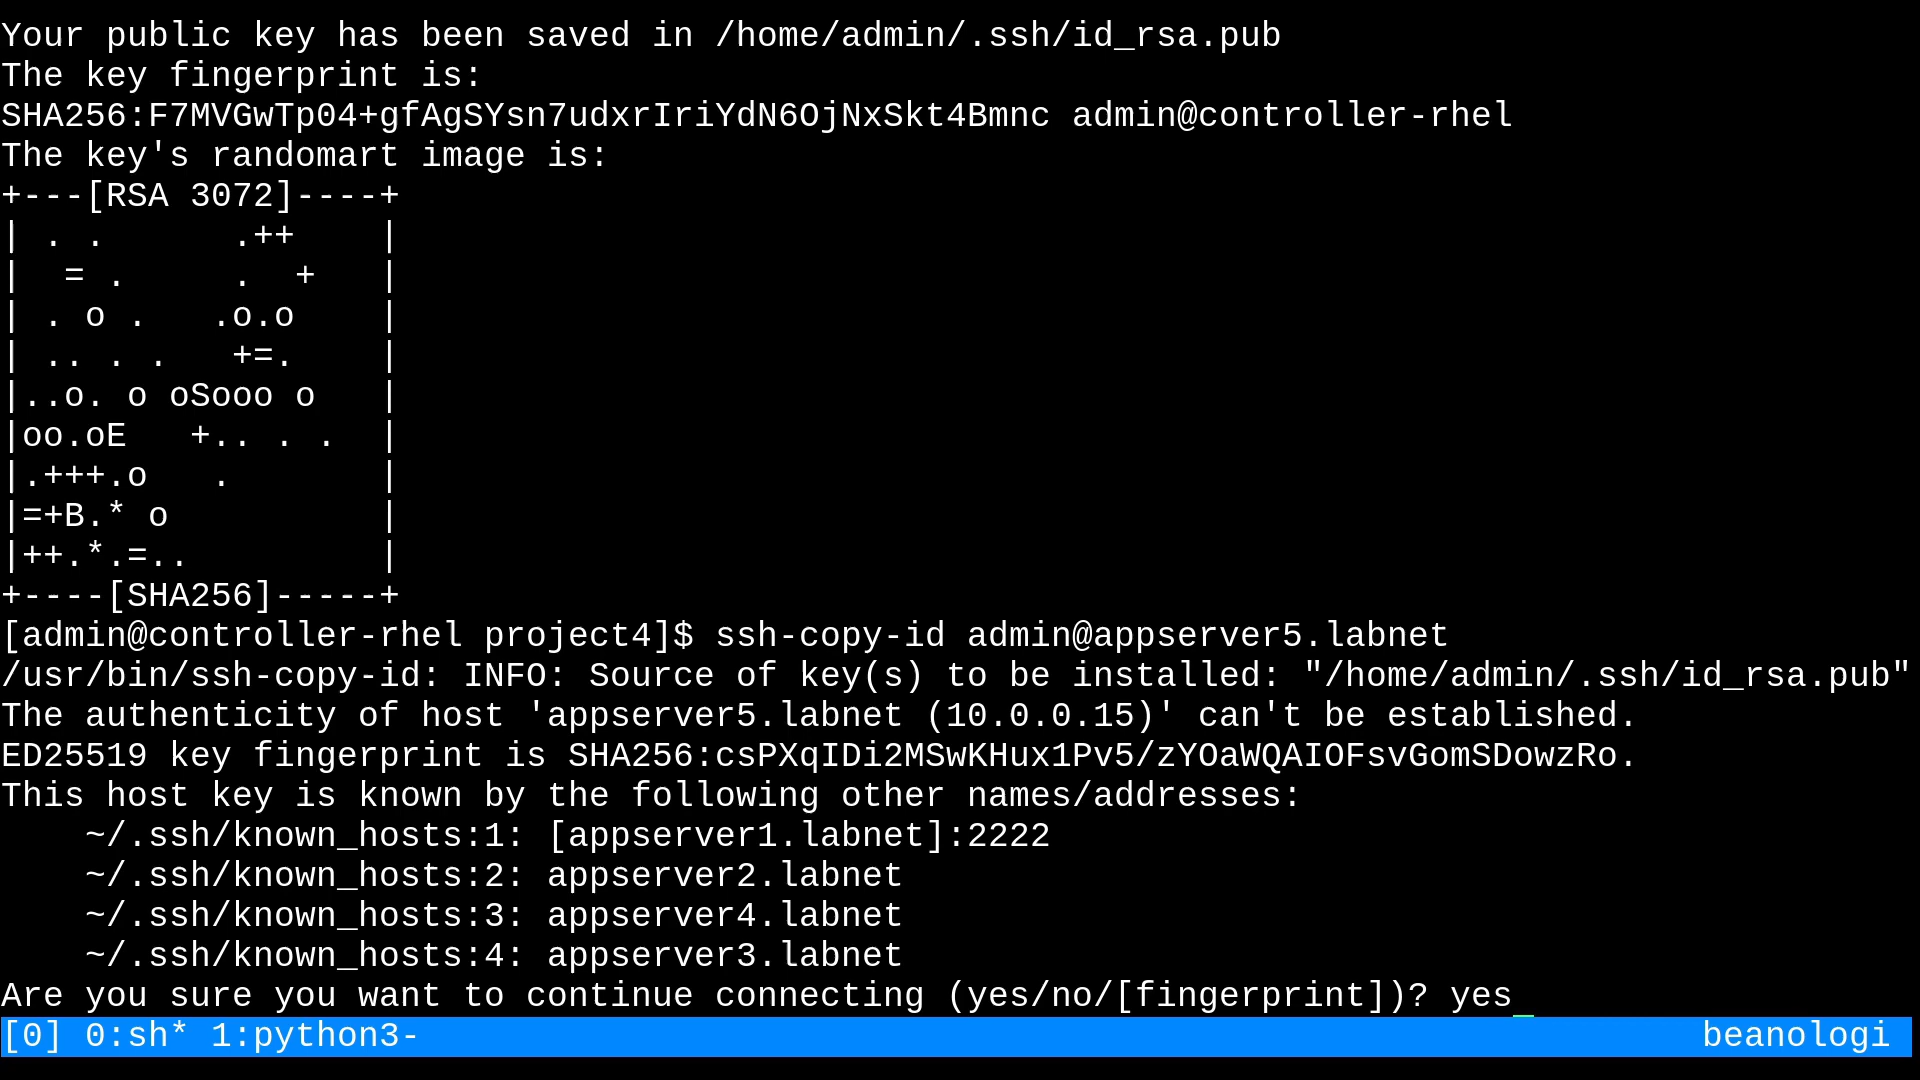 Your public key has been saved in /home/admin/.ssh/id_rsa.pub
The key fingerprint is:
SHA256:F7MVGwTp04+gfAgSYsn7udxrIriYdN6OjNxSkt4Bmnc admin@controller-rhel
The key's randomart image is:
+---[RSA 3072]----+
| . .      .++    |
|  = .     .  +   |
| . o .   .o.o    |
| .. . .   +=.    |
|..o. o oSooo o   |
|oo.oE   +.. . .  |
|.+++.o   .       |
|=+B.* o          |
|++.*.=..         |
+----[SHA256]-----+
[admin@controller-rhel project4]$ ssh-copy-id admin@appserver5.labnet
/usr/bin/ssh-copy-id: INFO: Source of key(s) to be installed: "/home/admin/.ssh/id_rsa.pub"
The authenticity of host 'appserver5.labnet (10.0.0.15)' can't be established.
ED25519 key fingerprint is SHA256:csPXqIDi2MSwKHux1Pv5/zYOaWQAIOFsvGomSDowzRo.
This host key is known by the following other names/addresses:
    ~/.ssh/known_hosts:1: [appserver1.labnet]:2222
    ~/.ssh/known_hosts:2: appserver2.labnet
    ~/.ssh/known_hosts:3: appserver4.labnet
    ~/.ssh/known_hosts:4: appserver3.labnet
Are you sure you want to continue connecting (yes/no/[fingerprint])? yes
[0] 0:sh* 1:python3- beanologi